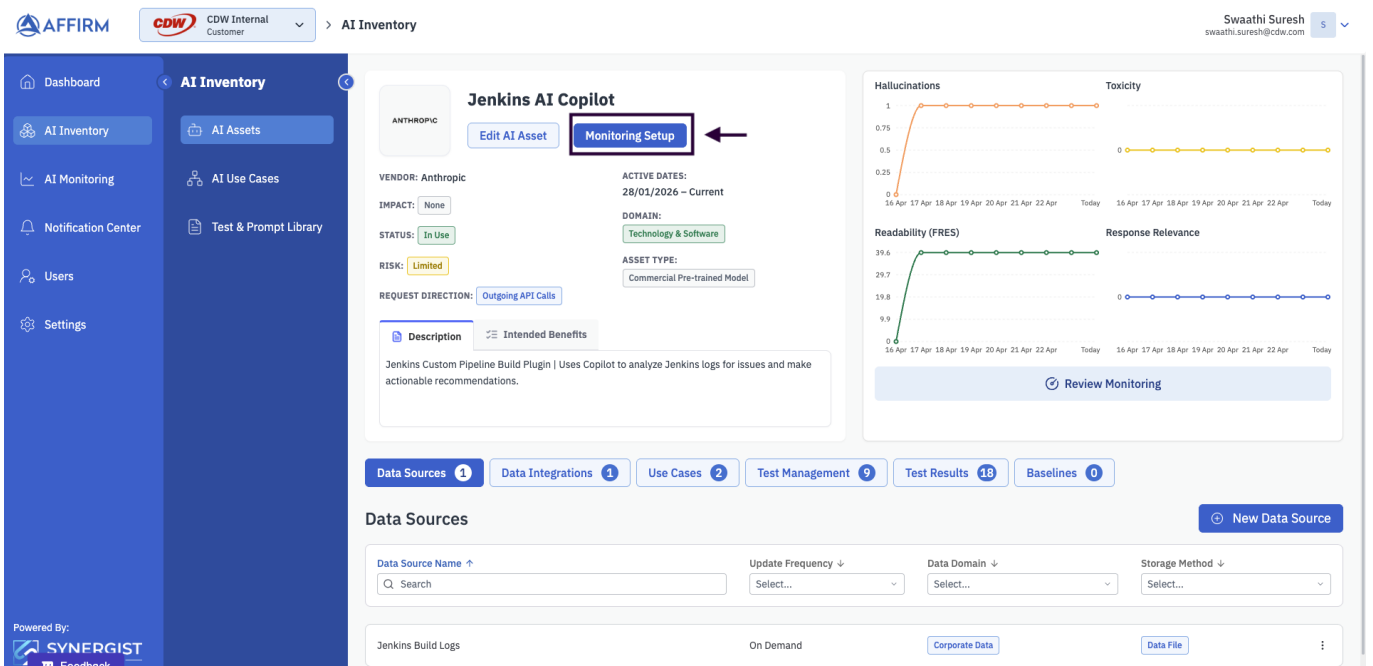 AFFIRM
CDW
CDW Internal
Customer
> AI Inventory
Swaathi Suresh
swaathi.suresh@cdw.com
S
Dashboard
AI Inventory
AI Monitoring
Notification Center
Users
Settings
Powered By:
SYNERGIST
Feedback
AI Inventory
AI Assets
AI Use Cases
Test & Prompt Library
ANTHROP\C
Jenkins AI Copilot
Edit AI Asset
Monitoring Setup
VENDOR: Anthropic
IMPACT: None
STATUS: In Use
RISK: Limited
REQUEST DIRECTION: Outgoing API Calls
ACTIVE DATES:
28/01/2026 – Current
DOMAIN:
Technology & Software
ASSET TYPE:
Commercial Pre-trained Model
Description
Intended Benefits
Jenkins Custom Pipeline Build Plugin | Uses Copilot to analyze Jenkins logs for issues and make
actionable recommendations.
Hallucinations
1
0.75
0.5
0.25
0
16 Apr 17 Apr 18 Apr 19 Apr 20 Apr 21 Apr 22 Apr Today
Toxicity
0
16 Apr 17 Apr 18 Apr 19 Apr 20 Apr 21 Apr 22 Apr Today
Readability (FRES)
39.6
29.7
19.8
9.9
0
16 Apr 17 Apr 18 Apr 19 Apr 20 Apr 21 Apr 22 Apr Today
Response Relevance
0
16 Apr 17 Apr 18 Apr 19 Apr 20 Apr 21 Apr 22 Apr Today
Review Monitoring
Data Sources 1
Data Integrations 1
Use Cases 2
Test Management 9
Test Results 18
Baselines 0
Data Sources
New Data Source
Data Source Name ↑
Update Frequency ↓
Data Domain ↓
Storage Method ↓
Search
Select...
Select...
Select...
Jenkins Build Logs
On Demand
Corporate Data
Data File